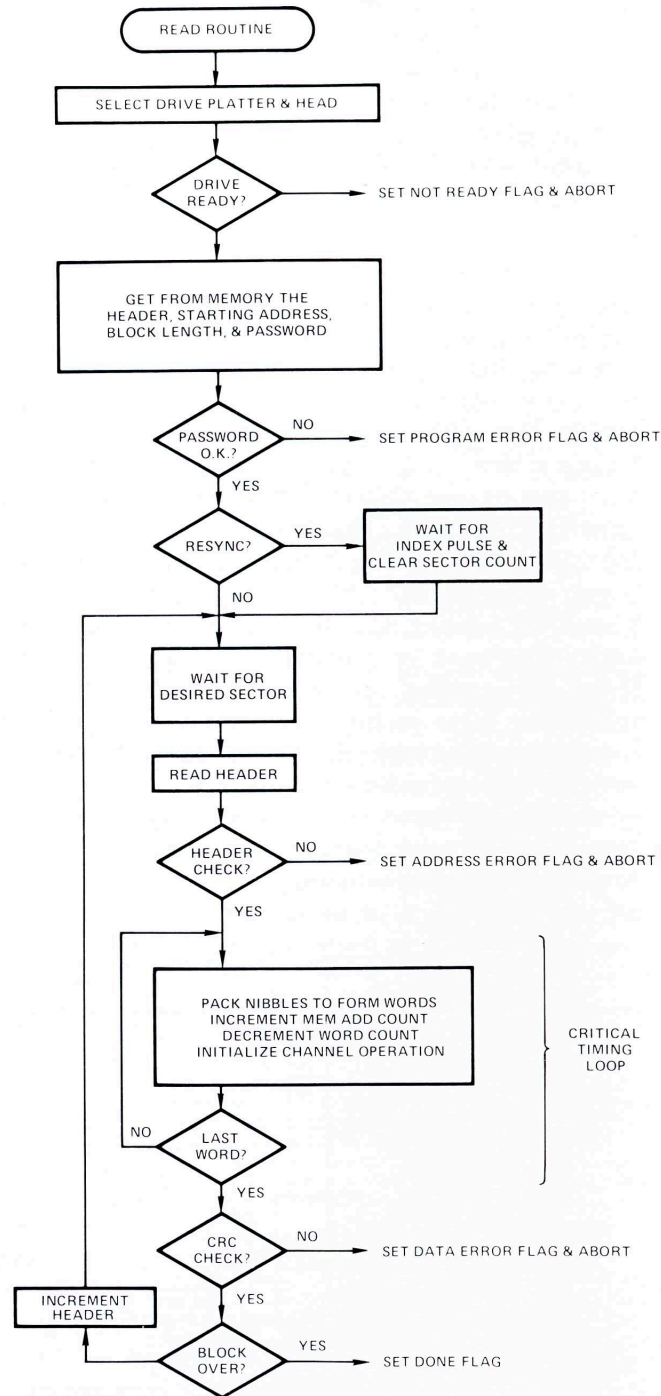 READ ROUTINE
SELECT DRIVE PLATTER & HEAD
DRIVE
READY?
SET NOT READY FLAG & ABORT
GET FROM MEMORY THE
HEADER, STARTING ADDRESS,
BLOCK LENGTH, & PASSWORD
PASSWORD
O.K.?
NO
SET PROGRAM ERROR FLAG & ABORT
YES
RESYNC?
YES
WAIT FOR
INDEX PULSE &
CLEAR SECTOR COUNT
NO
WAIT FOR
DESIRED SECTOR
READ HEADER
HEADER
CHECK?
NO
SET ADDRESS ERROR FLAG & ABORT
YES
PACK NIBBLES TO FORM WORDS
INCREMENT MEM ADD COUNT
DECREMENT WORD COUNT
INITIALIZE CHANNEL OPERATION
CRITICAL
TIMING
LOOP
NO
LAST
WORD?
YES
CRC
CHECK?
NO
SET DATA ERROR FLAG & ABORT
YES
INCREMENT
HEADER
BLOCK
OVER?
YES
SET DONE FLAG